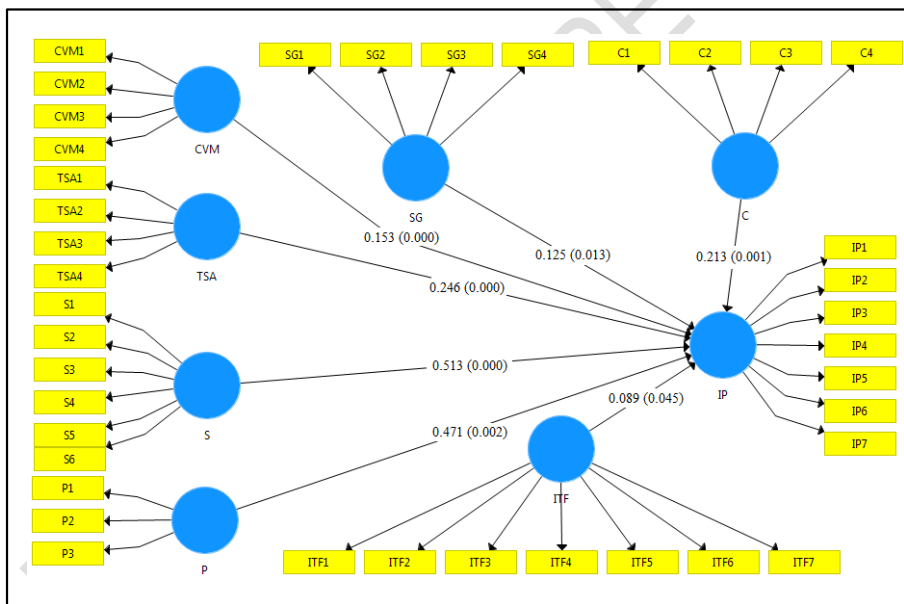 CVM1
CVM2
CVM3
CVM4
CVM
SG1
SG2
SG3
SG4
SG
C1
C2
C3
C4
C
TSA1
TSA2
TSA3
TSA4
TSA
0.153 (0.000)
0.125 (0.013)
0.213 (0.001)
0.246 (0.000)
S1
S2
S3
S4
S5
S6
S
0.513 (0.000)
IP1
IP2
IP3
IP4
IP5
IP6
IP7
IP
0.089 (0.045)
0.471 (0.002)
P1
P2
P3
P
ITF
ITF1
ITF2
ITF3
ITF4
ITF5
ITF6
ITF7